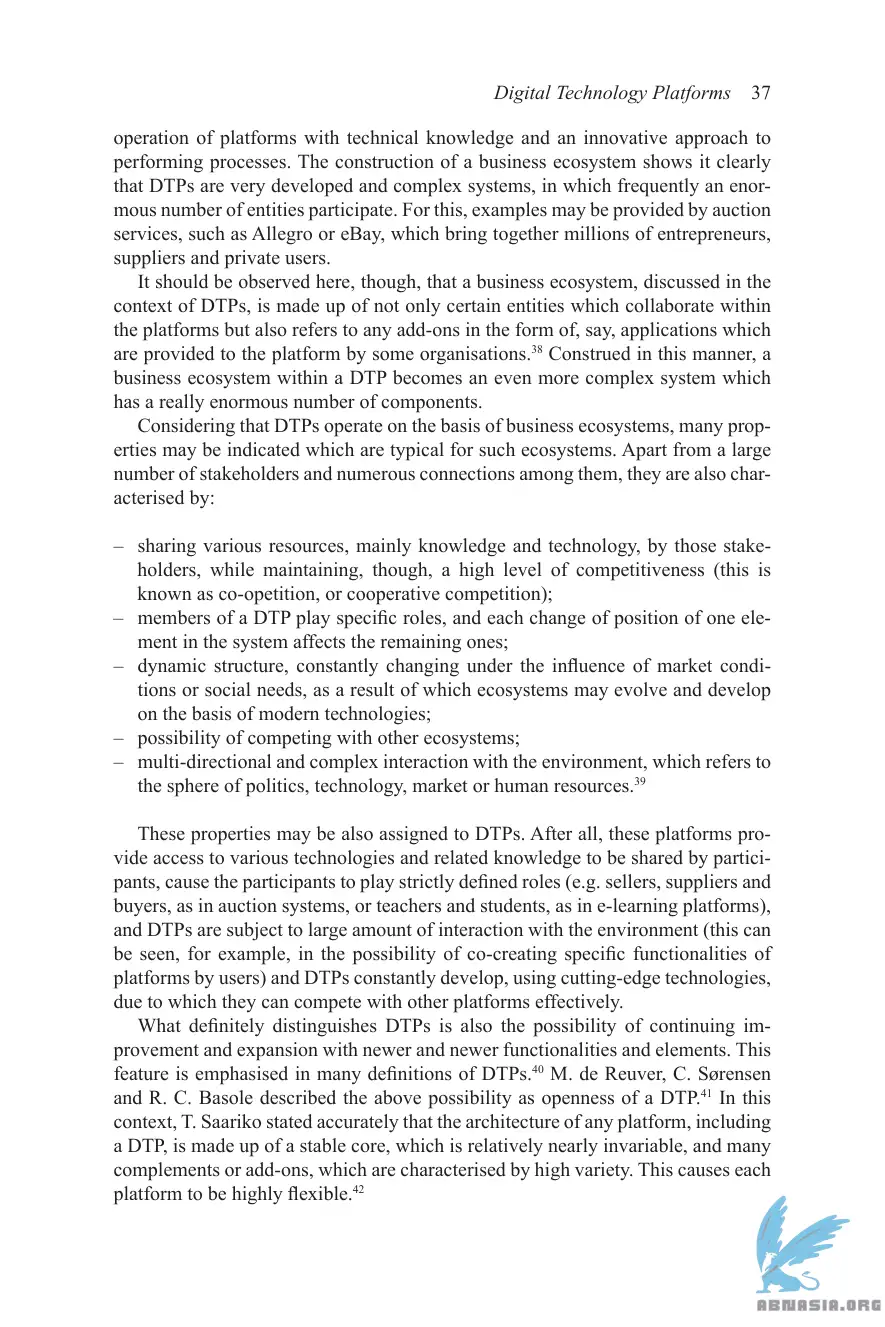 Digital Technology Platforms 37
operation of platforms with technical knowledge and an innovative approach to
performing processes. The construction of a business ecosystem shows it clearly
that DTPs are very developed and complex systems, in which frequently an enor-
mous number of entities participate. For this, examples may be provided by auction
services, such as Allegro or eBay, which bring together millions of entrepreneurs,
suppliers and private users.
It should be observed here, though, that a business ecosystem, discussed in the
context of DTPs, is made up of not only certain entities which collaborate within
the platforms but also refers to any add-ons in the form of, say, applications which
are provided to the platform by some organisations.38 Construed in this manner, a
business ecosystem within a DTP becomes an even more complex system which
has a really enormous number of components.
Considering that DTPs operate on the basis of business ecosystems, many prop-
erties may be indicated which are typical for such ecosystems. Apart from a large
number of stakeholders and numerous connections among them, they are also char-
acterised by:
– sharing various resources, mainly knowledge and technology, by those stake-
holders, while maintaining, though, a high level of competitiveness (this is
known as co-opetition, or cooperative competition);
– members of a DTP play specific roles, and each change of position of one ele-
ment in the system affects the remaining ones;
– dynamic structure, constantly changing under the influence of market condi-
tions or social needs, as a result of which ecosystems may evolve and develop
on the basis of modern technologies;
– possibility of competing with other ecosystems;
– multi-directional and complex interaction with the environment, which refers to
the sphere of politics, technology, market or human resources.39
These properties may be also assigned to DTPs. After all, these platforms pro-
vide access to various technologies and related knowledge to be shared by partici-
pants, cause the participants to play strictly defined roles (e.g. sellers, suppliers and
buyers, as in auction systems, or teachers and students, as in e-learning platforms),
and DTPs are subject to large amount of interaction with the environment (this can
be seen, for example, in the possibility of co-creating specific functionalities of
platforms by users) and DTPs constantly develop, using cutting-edge technologies,
due to which they can compete with other platforms effectively.
What definitely distinguishes DTPs is also the possibility of continuing im-
provement and expansion with newer and newer functionalities and elements. This
feature is emphasised in many definitions of DTPs.40 M. de Reuver, C. Sørensen
and R. C. Basole described the above possibility as openness of a DTP.41 In this
context, T. Saariko stated accurately that the architecture of any platform, including
a DTP, is made up of a stable core, which is relatively nearly invariable, and many
complements or add-ons, which are characterised by high variety. This causes each
platform to be highly flexible.42
ABNASIA.ORG